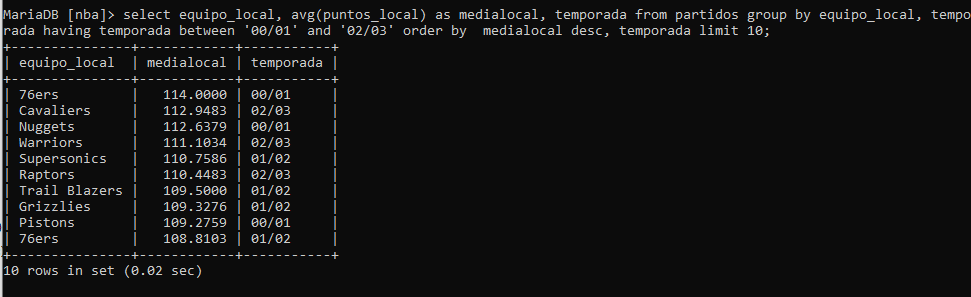 MariaDB [nba]> select equipo_local, avg(puntos_local) as medialocal, temporada from partidos group by equipo_local, tempo
rada having temporada between '00/01' and '02/03' order by  medialocal desc, temporada limit 10;
+---------------+------------+-----------+
| equipo_local  | medialocal | temporada |
+---------------+------------+-----------+
| 76ers         |   114.0000 | 00/01     |
| Cavaliers     |   112.9483 | 02/03     |
| Nuggets       |   112.6379 | 00/01     |
| Warriors      |   111.1034 | 02/03     |
| Supersonics   |   110.7586 | 01/02     |
| Raptors       |   110.4483 | 02/03     |
| Trail Blazers |   109.5000 | 01/02     |
| Grizzlies     |   109.3276 | 01/02     |
| Pistons       |   109.2759 | 00/01     |
| 76ers         |   108.8103 | 01/02     |
+---------------+------------+-----------+
10 rows in set (0.02 sec)